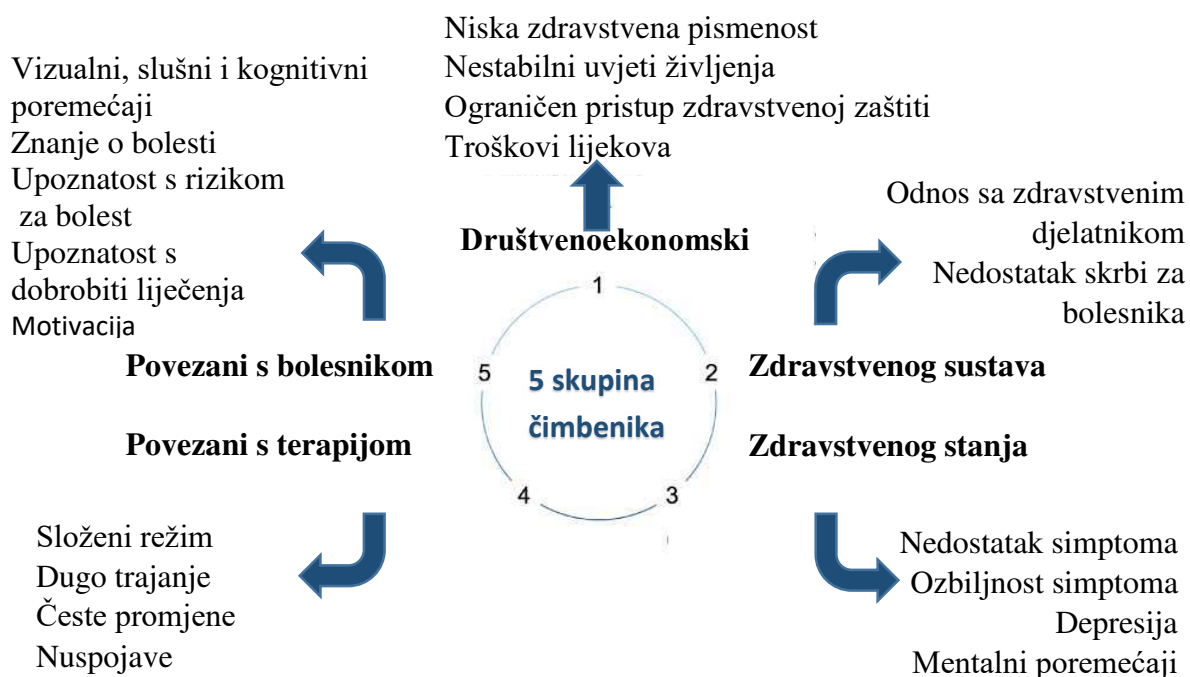 Niska zdravstvena pismenost
Nestabilni uvjeti življenja
Ograničen pristup zdravstvenoj zaštiti
Troškovi lijekova
Vizualni, slušni i kognitivni
poremećaji
Znanje o bolesti
Upoznatost s rizikom
za bolest
Upoznatost s
dobrobiti liječenja
Motivacija
Odnos sa zdravstvenim
djelatnikom
Nedostatak skrbi za
bolesnika
Društvenoekonomski
1
Povezani s bolesnikom
5
5 skupina
čimbenika
2
Zdravstvenog sustava
Povezani s terapijom
4
3
Zdravstvenog stanja
Složeni režim
Dugo trajanje
Česte promjene
Nuspojave
Nedostatak simptoma
Ozbiljnost simptoma
Depresija
Mentalni poremećaji